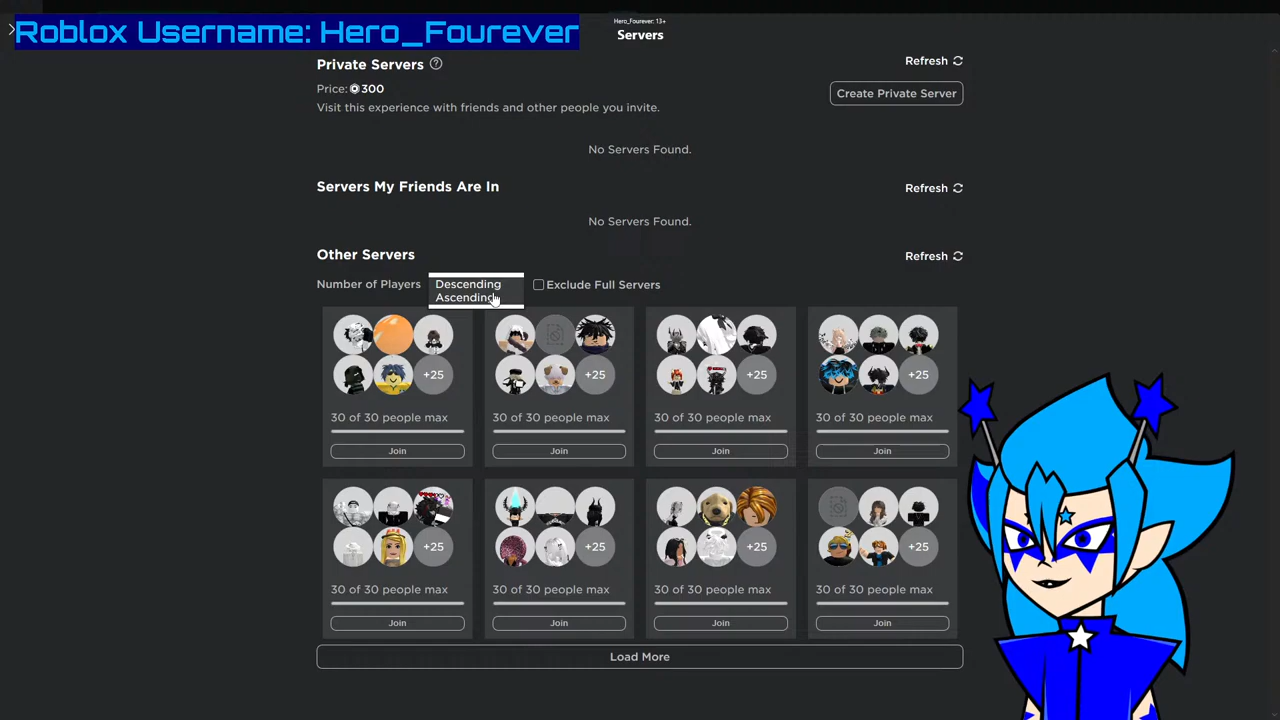 Roblox Username: Hero_Fourever
Hero_Fourever: 13+
Servers
Private Servers ?
Refresh
Price: 300
Create Private Server
Visit this experience with friends and other people you invite.
No Servers Found.
Servers My Friends Are In
Refresh
No Servers Found.
Other Servers
Refresh
Number of Players
Descending
Ascending
Exclude Full Servers
+25
+25
+25
+25
30 of 30 people max
30 of 30 people max
30 of 30 people max
30 of 30 people max
Join
Join
Join
Join
+25
+25
+25
+25
30 of 30 people max
30 of 30 people max
30 of 30 people max
30 of 30 people max
Join
Join
Join
Join
Load More